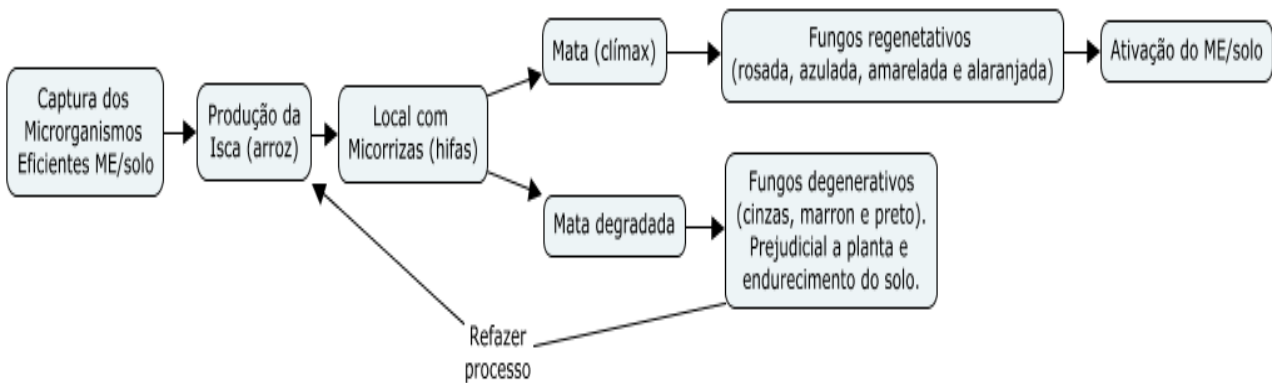 Captura dos
Microrganismos
Eficientes ME/solo
Produção da
Isca (arroz)
Local com
Micorrizas (hifas)
Mata (clímax)
Fungos regenetativos
(rosada, azulada, amarelada e alaranjada)
Ativação do ME/solo
Mata degradada
Fungos degenerativos
(cinzas, marron e preto).
Prejudicial a planta e
endurecimento do solo.
Refazer
processo